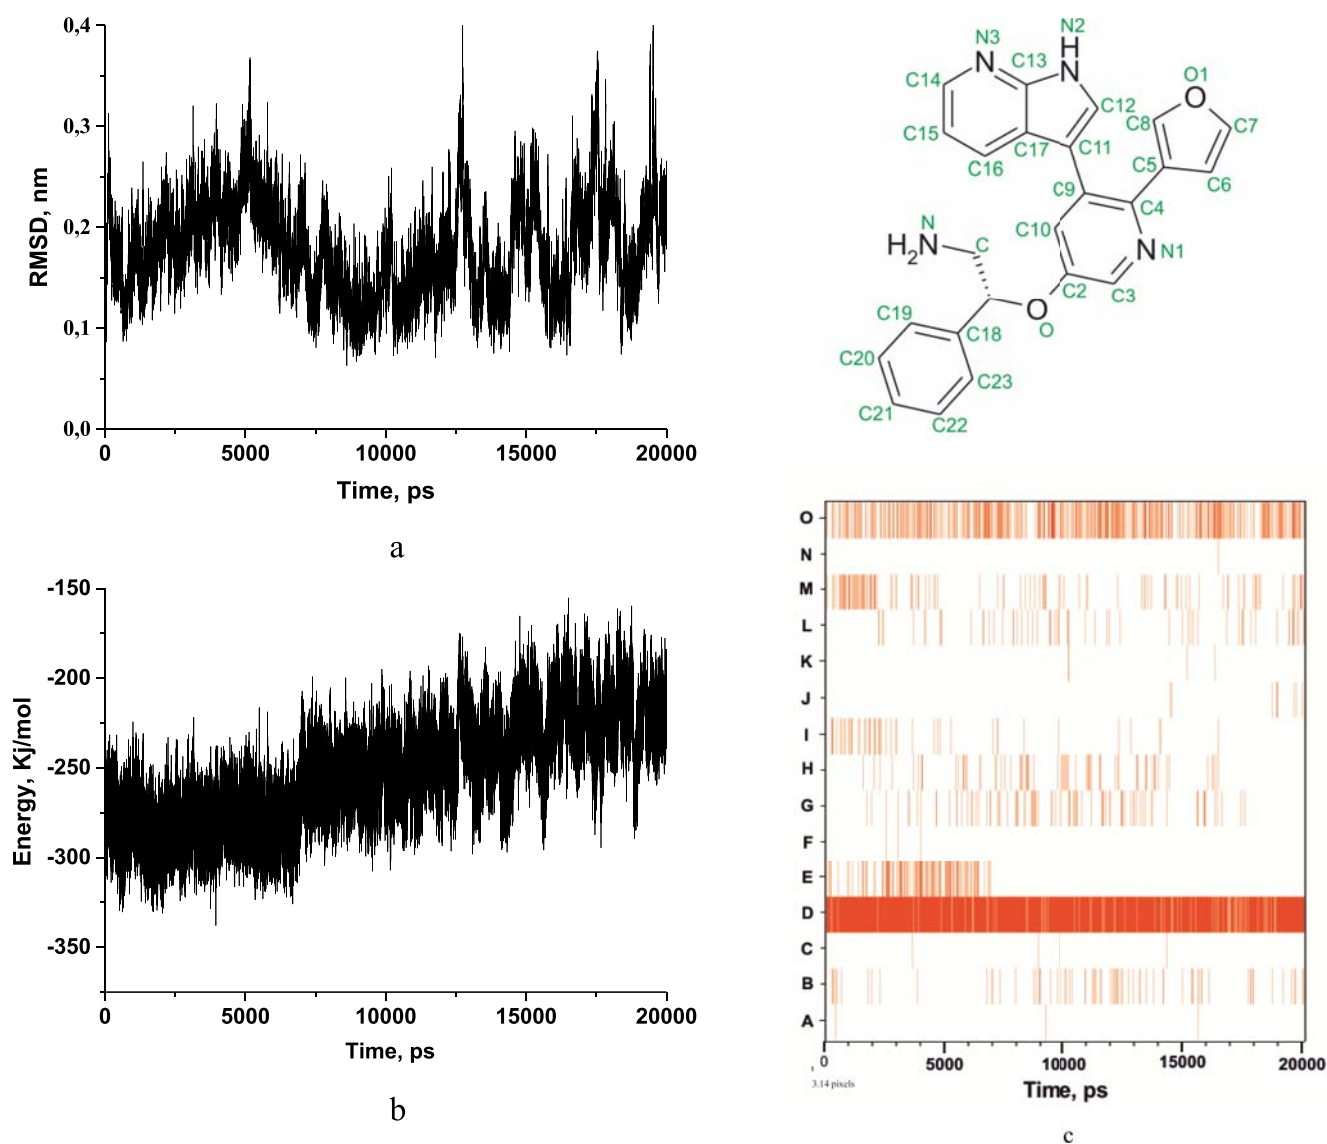 0,4
0,3
0,2
0,1
0,0
RMSD, nm
0 5000 10000 15000 20000
Time, ps
a
-150
-200
-250
-300
-350
Energy, Kj/mol
0 5000 10000 15000 20000
Time, ps
b
N2
N3 H
N C13 N
C14 O1
O
C12 C8 C7
C15
C17 C11
C16 C5
C6
C9 C4
N C10
H2N C N N1
C2 C3
C19 O
C18 O
C20
C23
C21
C22
O
N
M
L
K
J
I
H
G
F
E
D
C
B
A
0 5000 10000 15000 20000
3.14 pixels
Time, ps
c